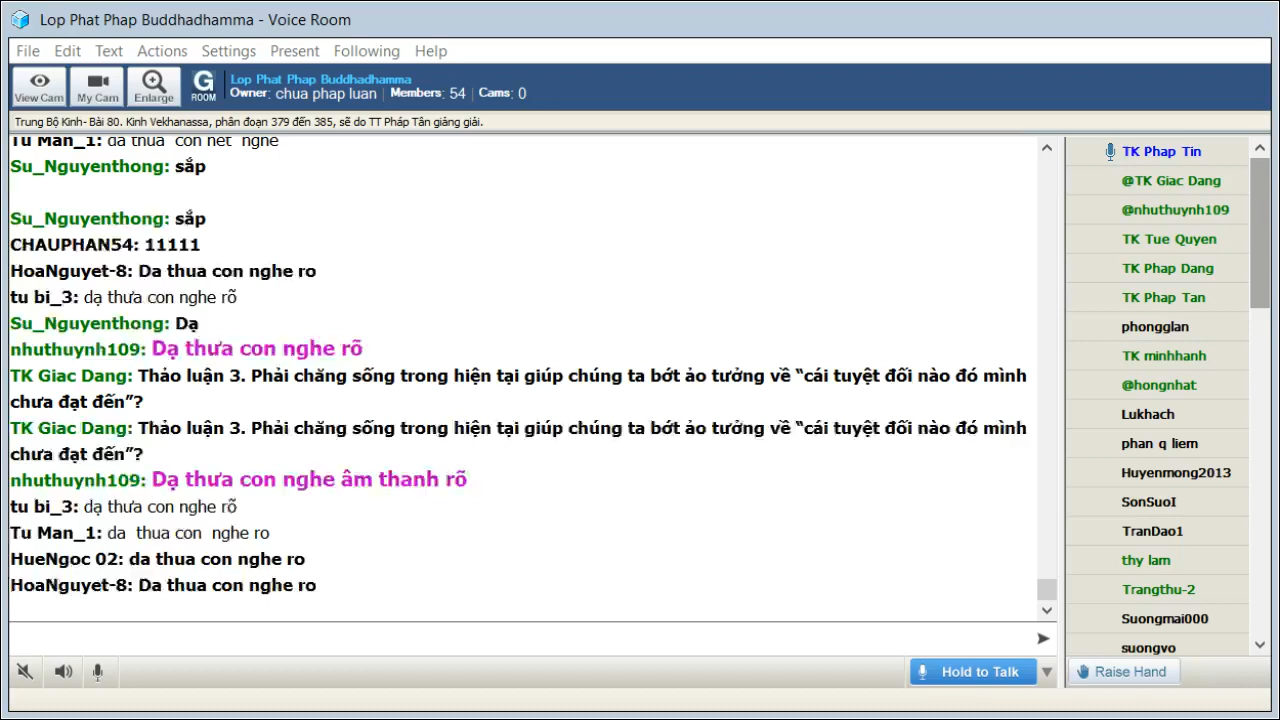 Lop Phat Phap Buddhadhamma - Voice Room
File Edit Text Actions Settings Present Following Help
View Cam My Cam Enlarge G ROOM
Lop Phat Phap Buddhadhamma
Owner: chua phap luan | Members: 54 | Cams: 0
Trung Bộ Kinh- Bài 80. Kinh Vekhanassa, phân đoạn 379 đến 385, sẽ do TT Pháp Tân giảng giải.
Tu Man_1: da thua con net nghe
Su_Nguyenthong: sắp
Su_Nguyenthong: sắp
CHAUPHAN54: 11111
HoaNguyet-8: Da thua con nghe ro
tu bi_3: dạ thưa con nghe rõ
Su_Nguyenthong: Dạ
nhuthuynh109: Dạ thưa con nghe rõ
TK Giac Dang: Thảo luận 3. Phải chăng sống trong hiện tại giúp chúng ta bớt ảo tưởng về “cái tuyệt đối nào đó mình
chưa đạt đến”?
TK Giac Dang: Thảo luận 3. Phải chăng sống trong hiện tại giúp chúng ta bớt ảo tưởng về “cái tuyệt đối nào đó mình
chưa đạt đến”?
nhuthuynh109: Dạ thưa con nghe âm thanh rõ
tu bi_3: dạ thưa con nghe rõ
Tu Man_1: da thua con nghe ro
HueNgoc 02: da thua con nghe ro
HoaNguyet-8: Da thua con nghe ro
TK Phap Tin
@TK Giac Dang
@nhuthuynh109
TK Tue Quyen
TK Phap Dang
TK Phap Tan
phongglan
TK minhhanh
@hongnhat
Lukhach
phan q liem
Huyenmong2013
SonSuoI
TranDao1
thy lam
Trangthu-2
Suongmai000
suongvo
Hold to Talk
Raise Hand